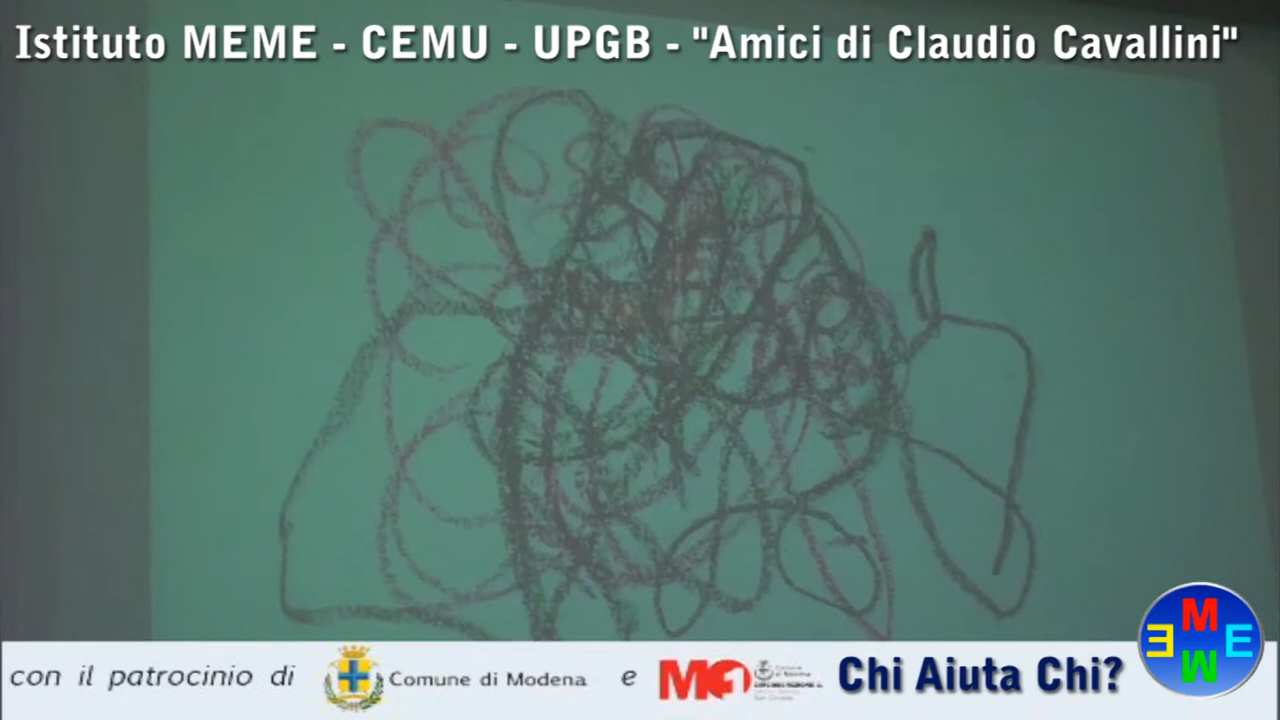 Istituto MEME - CEMU - UPGB - "Amici di Claudio Cavallini"
con il patrocinio di Comune di Modena e Chi Aiuta Chi?
MEME